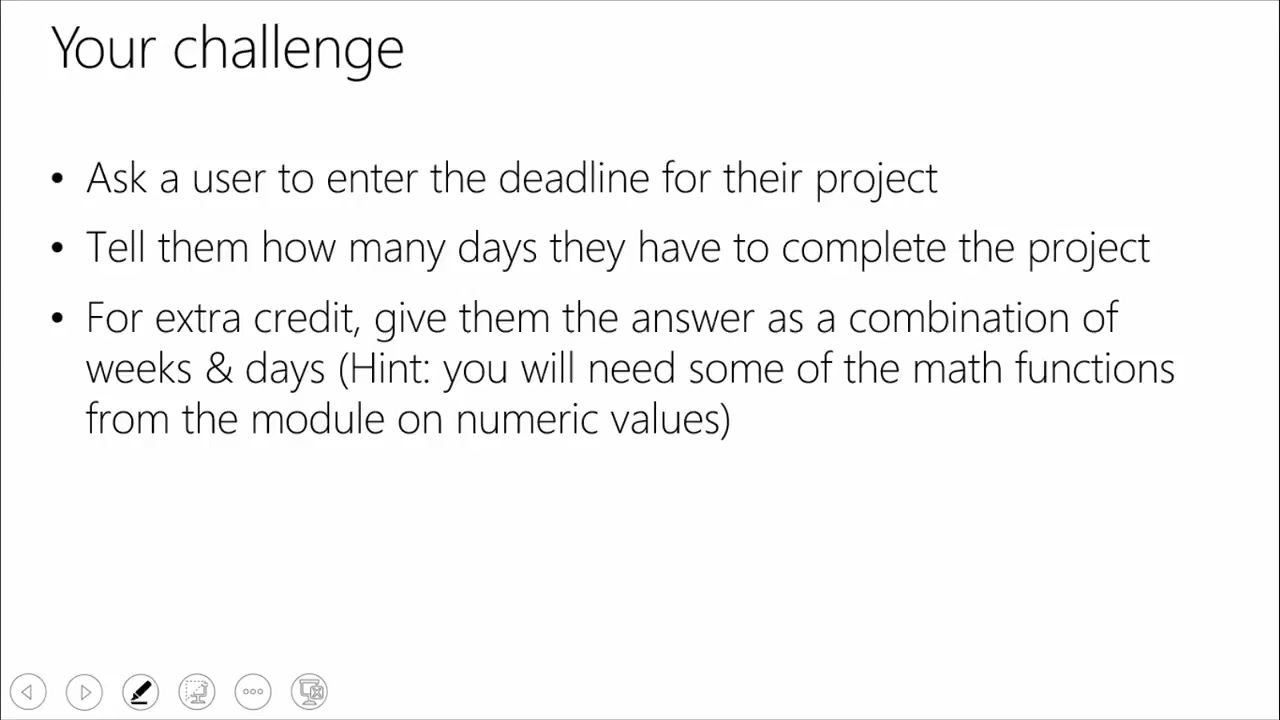 Your challenge
• Ask a user to enter the deadline for their project
• Tell them how many days they have to complete the project
• For extra credit, give them the answer as a combination of
weeks & days (Hint: you will need some of the math functions
from the module on numeric values)